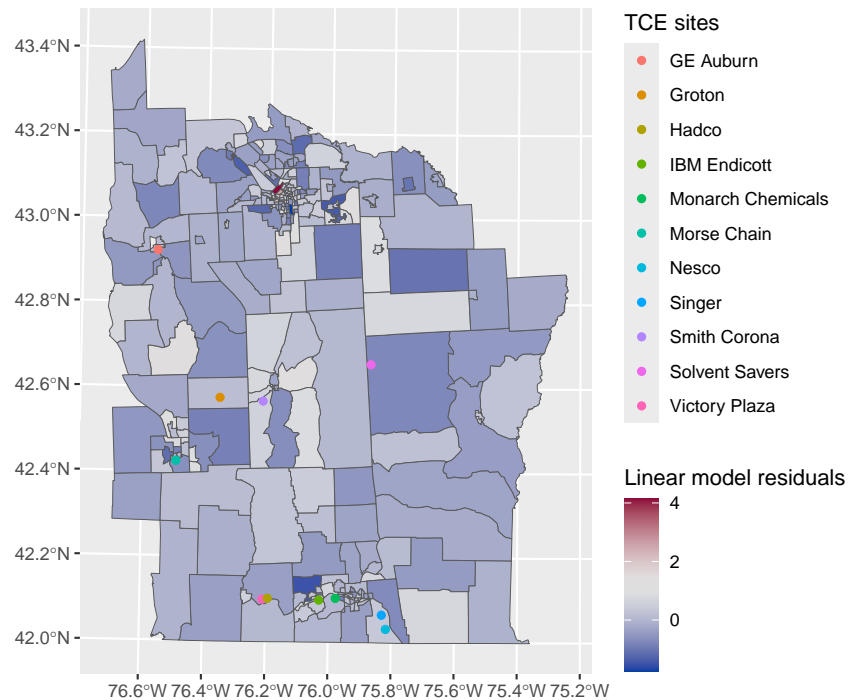 43.4°N
43.2°N
43.0°N
42.8°N
42.6°N
42.4°N
42.2°N
42.0°N
76.6°W 76.4°W 76.2°W 76.0°W 75.8°W 75.6°W 75.4°W 75.2°W
TCE sites
GE Auburn
Groton
Hadco
IBM Endicott
Monarch Chemicals
Morse Chain
Nesco
Singer
Smith Corona
Solvent Savers
Victory Plaza
Linear model residuals
4
2
0